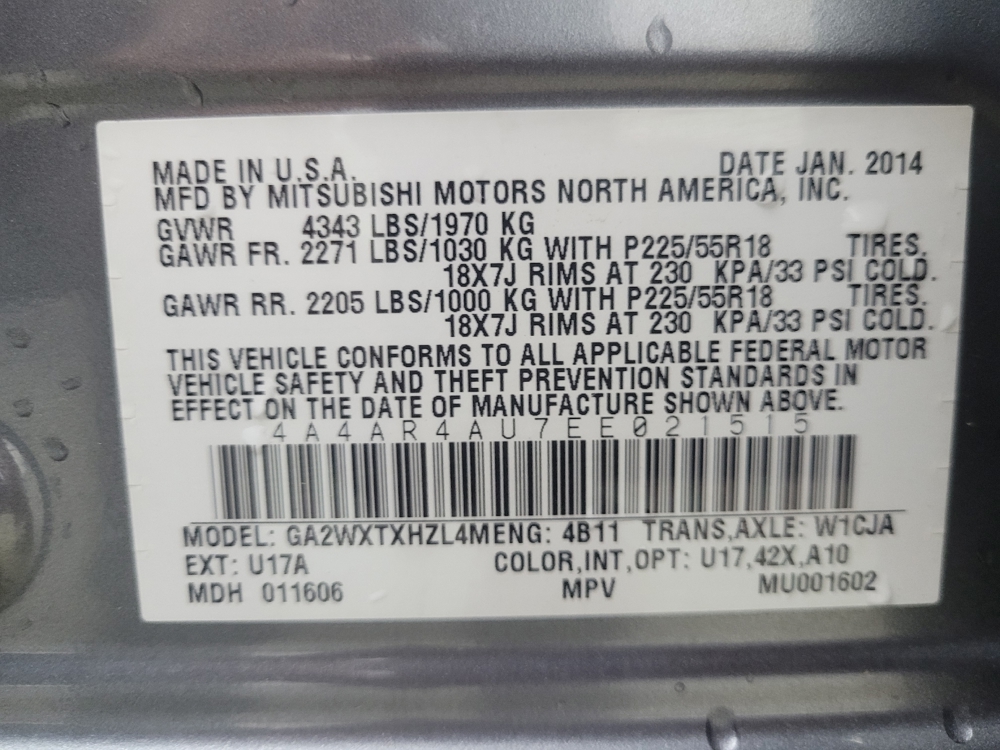 MADE IN U.S.A. DATE JAN. 2014
MFD BY MITSUBISHI MOTORS NORTH AMERICA, INC.
GVWR 4343 LBS/1970 KG
GAWR FR. 2271 LBS/1030 KG WITH P225/55R18 TIRES.
18X7J RIMS AT 230 KPA/33 PSI COLD.
GAWR RR. 2205 LBS/1000 KG WITH P225/55R18 TIRES.
18X7J RIMS AT 230 KPA/33 PSI COLD.
THIS VEHICLE CONFORMS TO ALL APPLICABLE FEDERAL MOTOR
VEHICLE SAFETY AND THEFT PREVENTION STANDARDS IN
EFFECT ON THE DATE OF MANUFACTURE SHOWN ABOVE.
4A4AR4AU7EE021515
MODEL: GA2WXTXHZL4MENG: 4B11 TRANS,AXLE: W1CJA
EXT: U17A COLOR,INT,OPT: U17,42X,A10
MDH 011606 MPV MU001602